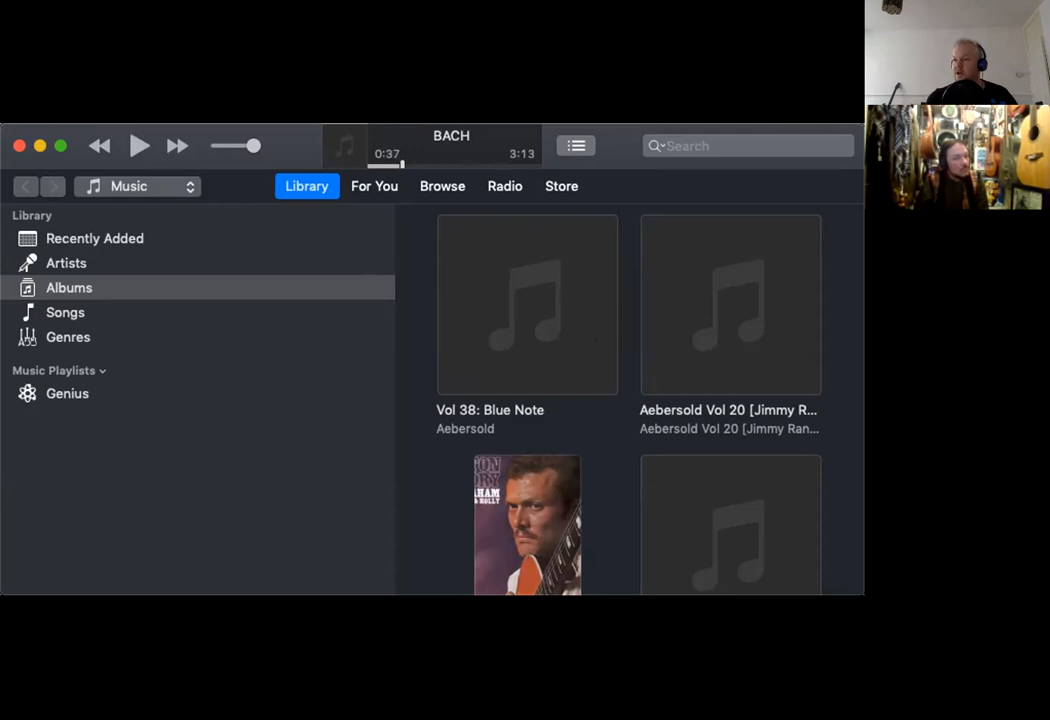 BACH
0:37
3:13
Search
Music
Library
For You
Browse
Radio
Store
Library
Recently Added
Artists
Albums
Songs
Genres
Music Playlists
Genius
Vol 38: Blue Note
Aebersold
Aebersold Vol 20 [Jimmy R...
Aebersold Vol 20 [Jimmy Ran...